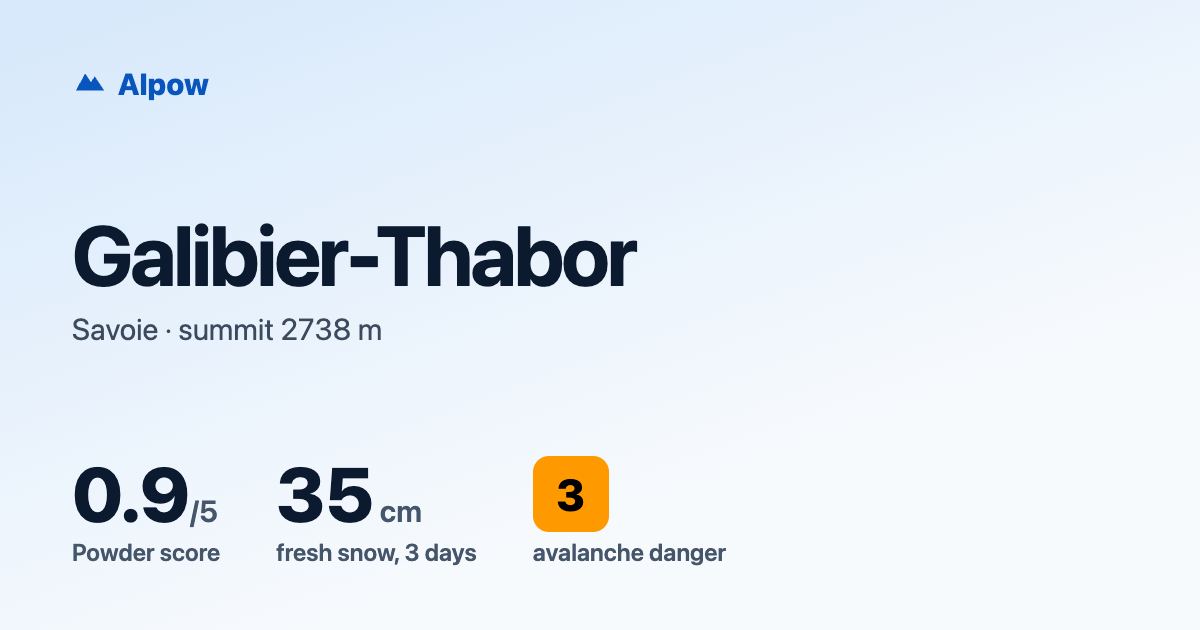 Alpow
Galibier-Thabor
Savoie · summit 2738 m
0.9/5
Powder score
35 cm
fresh snow, 3 days
3
avalanche danger